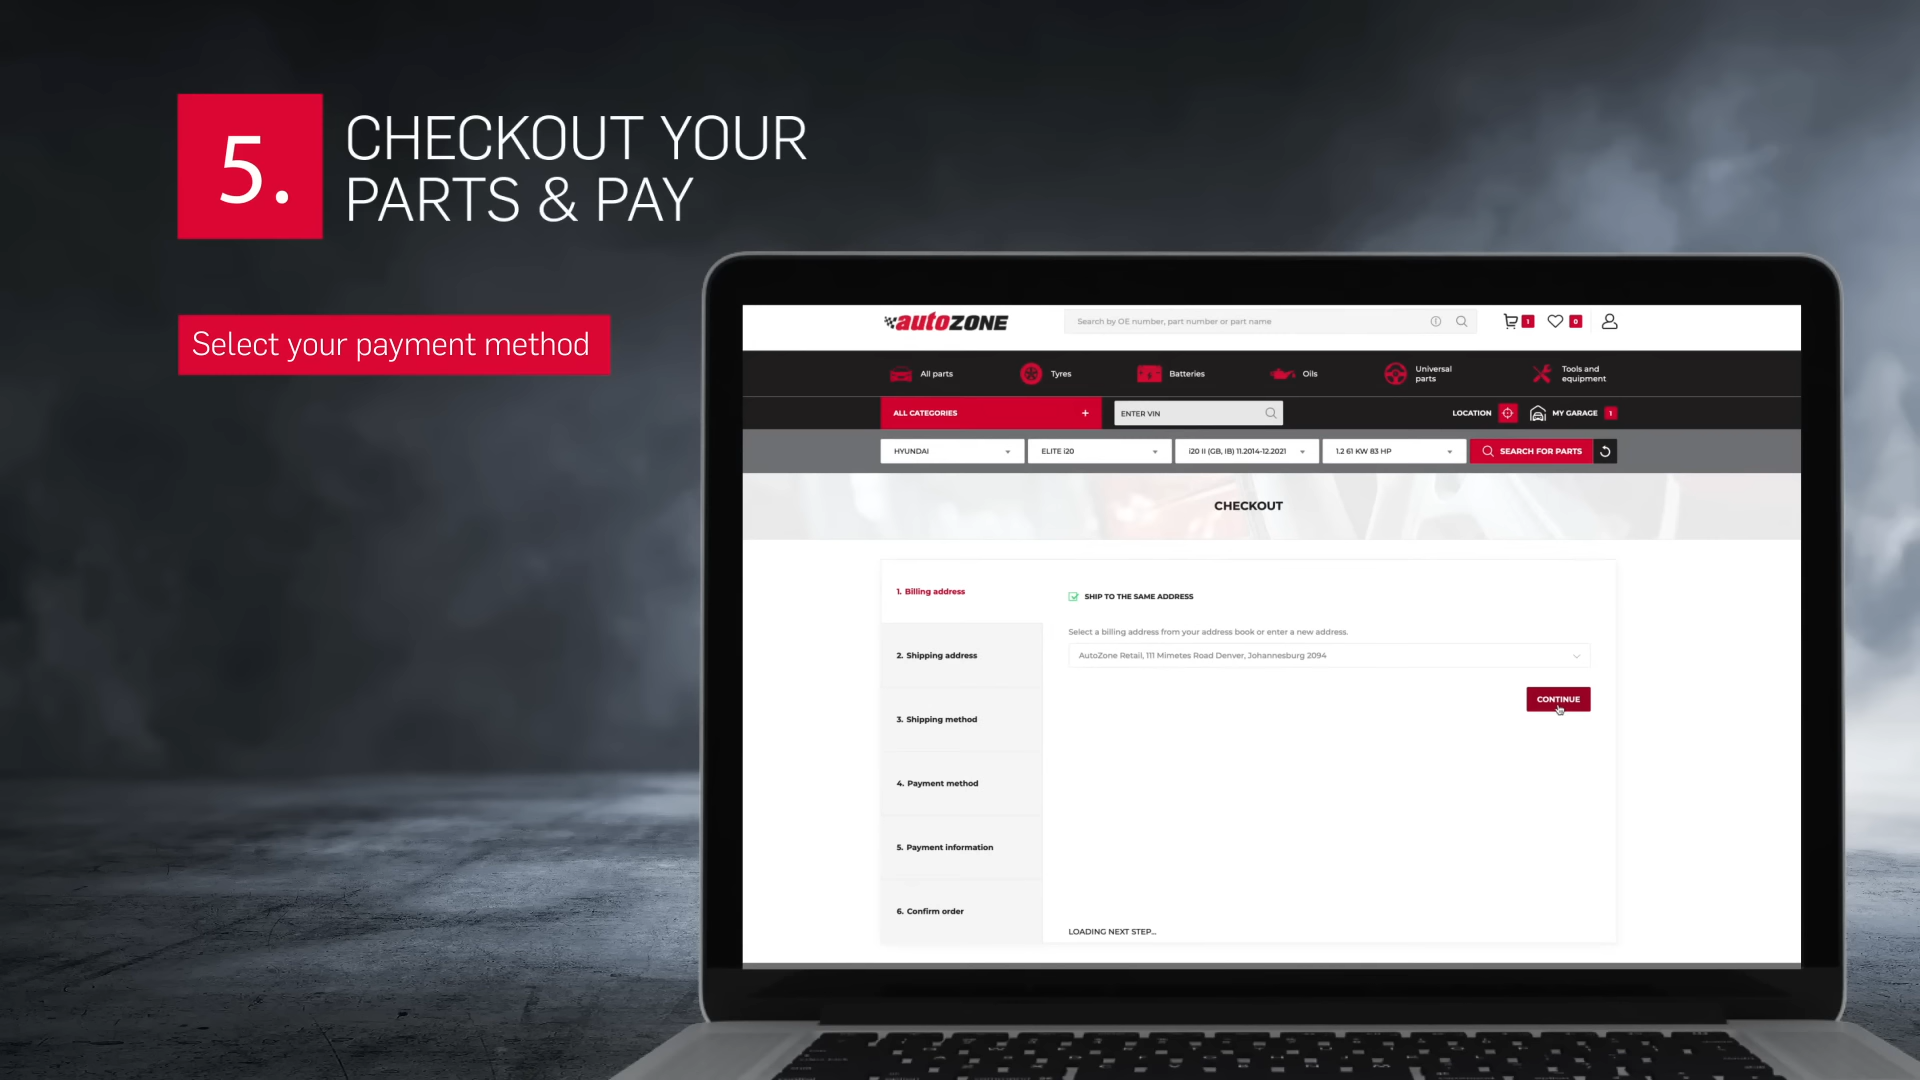 5.
CHECKOUT YOUR
PARTS & PAY
Select your payment method
autoZONE
Search by OE number, part number or part name
1
0
All parts
Tyres
Batteries
Oils
Universal
parts
Tools and
equipment
ALL CATEGORIES +
ENTER VIN
LOCATION
MY GARAGE 1
HYUNDAI
ELITE i20
i20 II (GB, IB) 11.2014-12.2021
1.2 61 KW 83 HP
SEARCH FOR PARTS
CHECKOUT
1. Billing address
2. Shipping address
3. Shipping method
4. Payment method
5. Payment information
6. Confirm order
SHIP TO THE SAME ADDRESS
Select a billing address from your address book or enter a new address.
AutoZone Retail, 111 Mimetes Road Denver, Johannesburg 2094
CONTINUE
LOADING NEXT STEP...